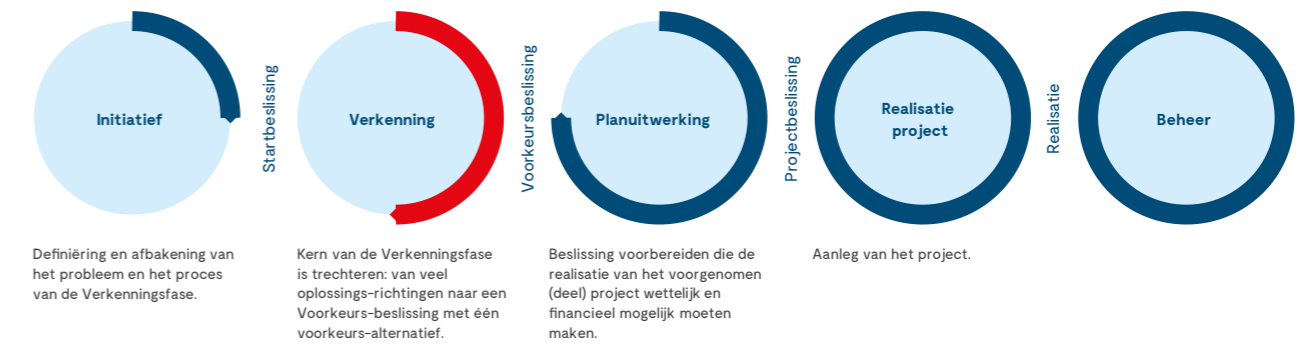 Initiatief
Startbeslissing
Verkenning
Voorkeursbeslissing
Planuitwerking
Projectbeslissing
Realisatie
project
Realisatie
Beheer
Definiëring en afbakening van
het probleem en het proces
van de Verkenningsfase.
Kern van de Verkenningsfase
is trechteren: van veel
oplossings-richtingen naar een
Voorkeurs-beslissing met één
voorkeurs-alternatief.
Beslissing voorbereiden die de
realisatie van het voorgenomen
(deel) project wettelijk en
financieel mogelijk moeten
maken.
Aanleg van het project.